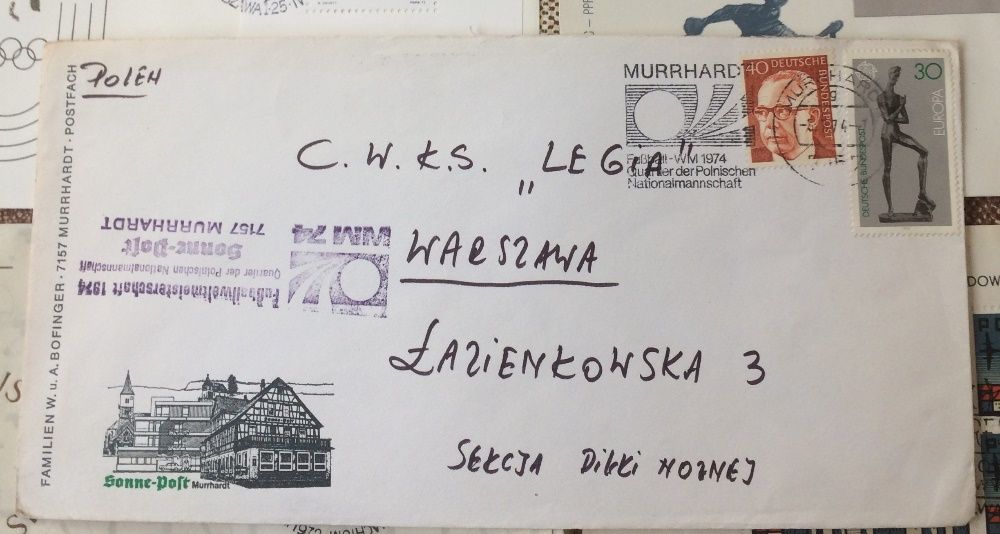 POLEN
FAMILIEN W. u. A. BOFINGER · 7157 MURRHARDT · POSTFACH
MURRHARDT
Fußball-WM 1974
Quartier der Polnischen
Nationalmannschaft
40 DEUTSCHE
BUNDESPOST
30
EUROPA
DEUTSCHE BUNDESPOST
C.W.K.S. „LEGIA"
WARSZAWA
ŁAZIENKOWSKA 3
SEKCJA PIŁKI NOŻNEJ
Fußballweltmeisterschaft 1974
Quartier der Polnischen Nationalmannschaft
Sonne-Post
7157 MURRHARDT
WM 74
Sonne-Post Murrhardt